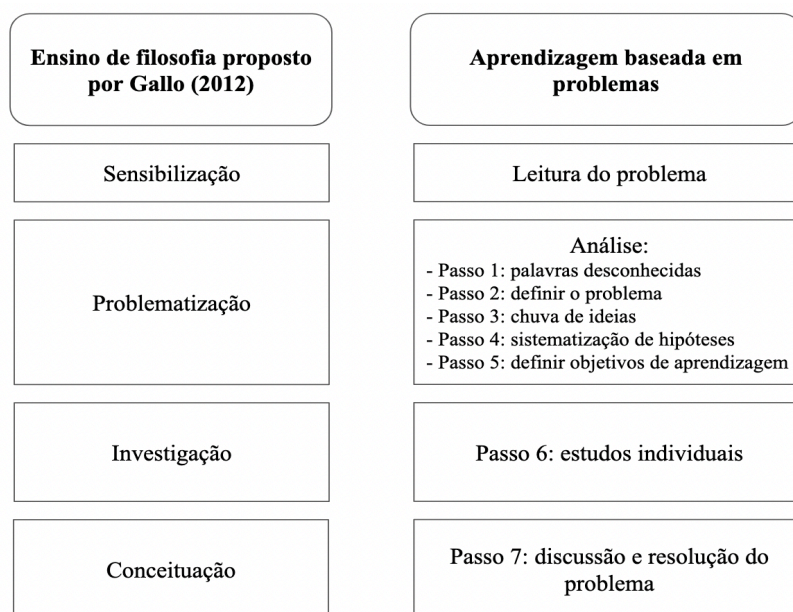 Ensino de filosofia proposto
por Gallo (2012)
Aprendizagem baseada em
problemas
Sensibilização
Leitura do problema
Problematização
Análise:
- Passo 1: palavras desconhecidas
- Passo 2: definir o problema
- Passo 3: chuva de ideias
- Passo 4: sistematização de hipóteses
- Passo 5: definir objetivos de aprendizagem
Investigação
Passo 6: estudos individuais
Conceituação
Passo 7: discussão e resolução do
problema